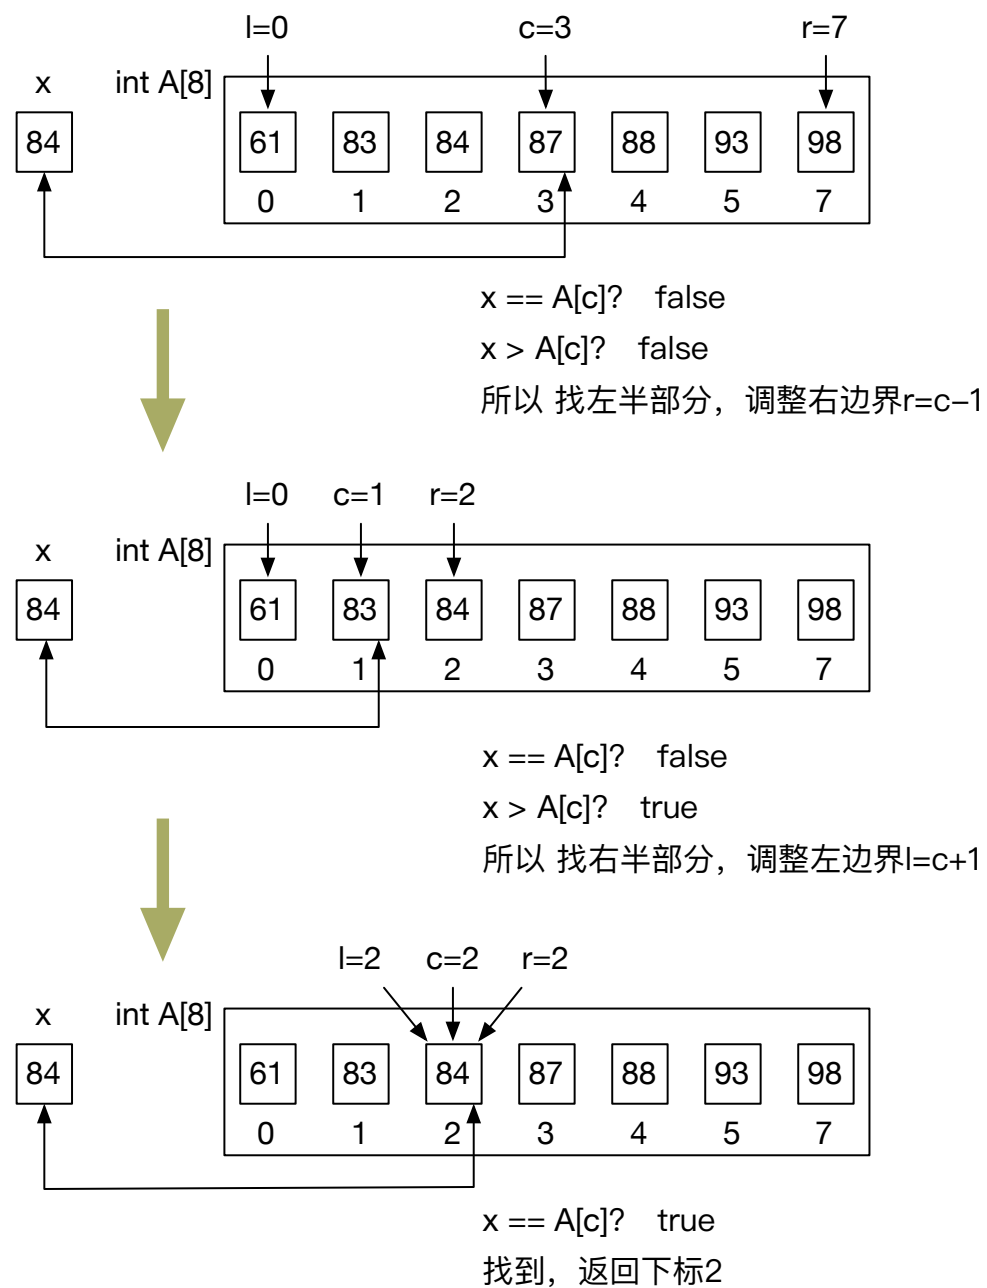 l=0 c=3 r=7
x int A[8]
84 61 83 84 87 88 93 98
0 1 2 3 4 5 7
x == A[c]? false
x > A[c]? false
所以 找左半部分，调整右边界r=c–1
l=0 c=1 r=2
x int A[8]
84 61 83 84 87 88 93 98
0 1 2 3 4 5 7
x == A[c]? false
x > A[c]? true
所以 找右半部分，调整左边界l=c+1
l=2 c=2 r=2
x int A[8]
84 61 83 84 87 88 93 98
0 1 2 3 4 5 7
x == A[c]? true
找到，返回下标2